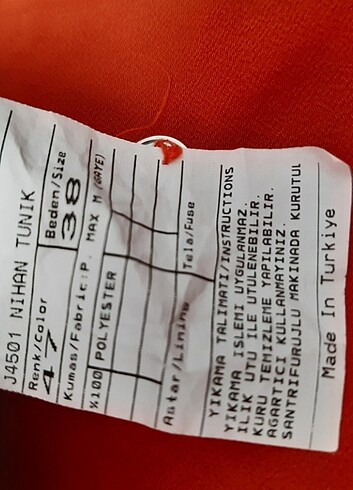 J4501 NIHAN TUNIK
Renk/Color
47
Beden/Size
38
Kumas/Fabric:P. MAX M(GAYE)
%100 POLYESTER
Astar/Lining
Tela/Fuse
YIKAMA TALIMATI/INSTRUCTIONS
YIKAMA ISLEMI UYGULANMAZ.
ILIK UTU ILE UTULENEBILIR.
KURU TEMIZLEME YAPILABILIR.
AGARTICI KULLANMAYINIZ.
SANTRIFURUJLU MAKINADA KURUTUL
Made In Turkiye